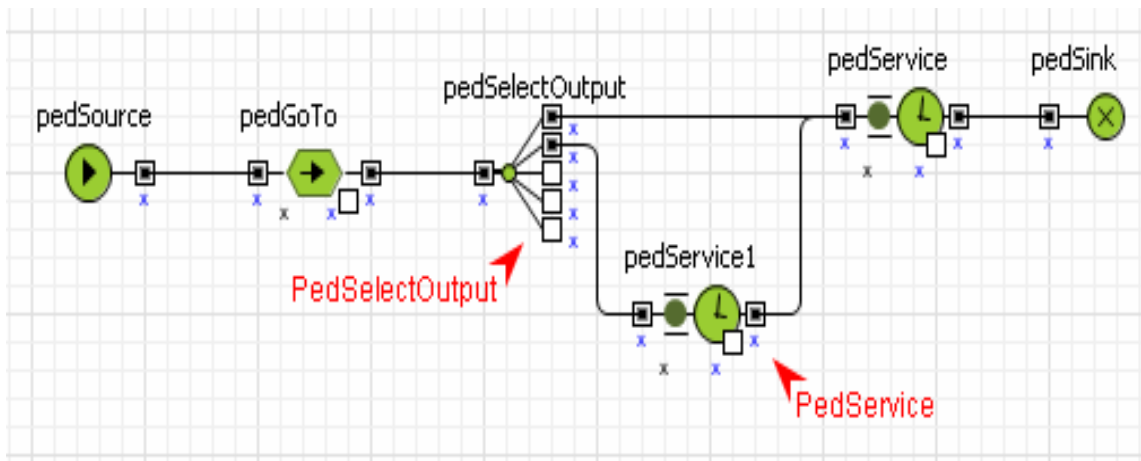 pedService
pedSink
pedSelectOutput
pedSource
pedGoTo
pedService1
PedSelectOutput
PedService